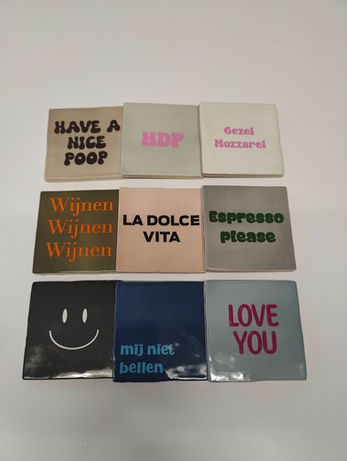 HAVE A
NICE
POOP
HDP
Gezel
Mozzarel
Wijnen
Wijnen
Wijnen
LA DOLCE
VITA
Espresso
please
mij niet
bellen
LOVE
YOU